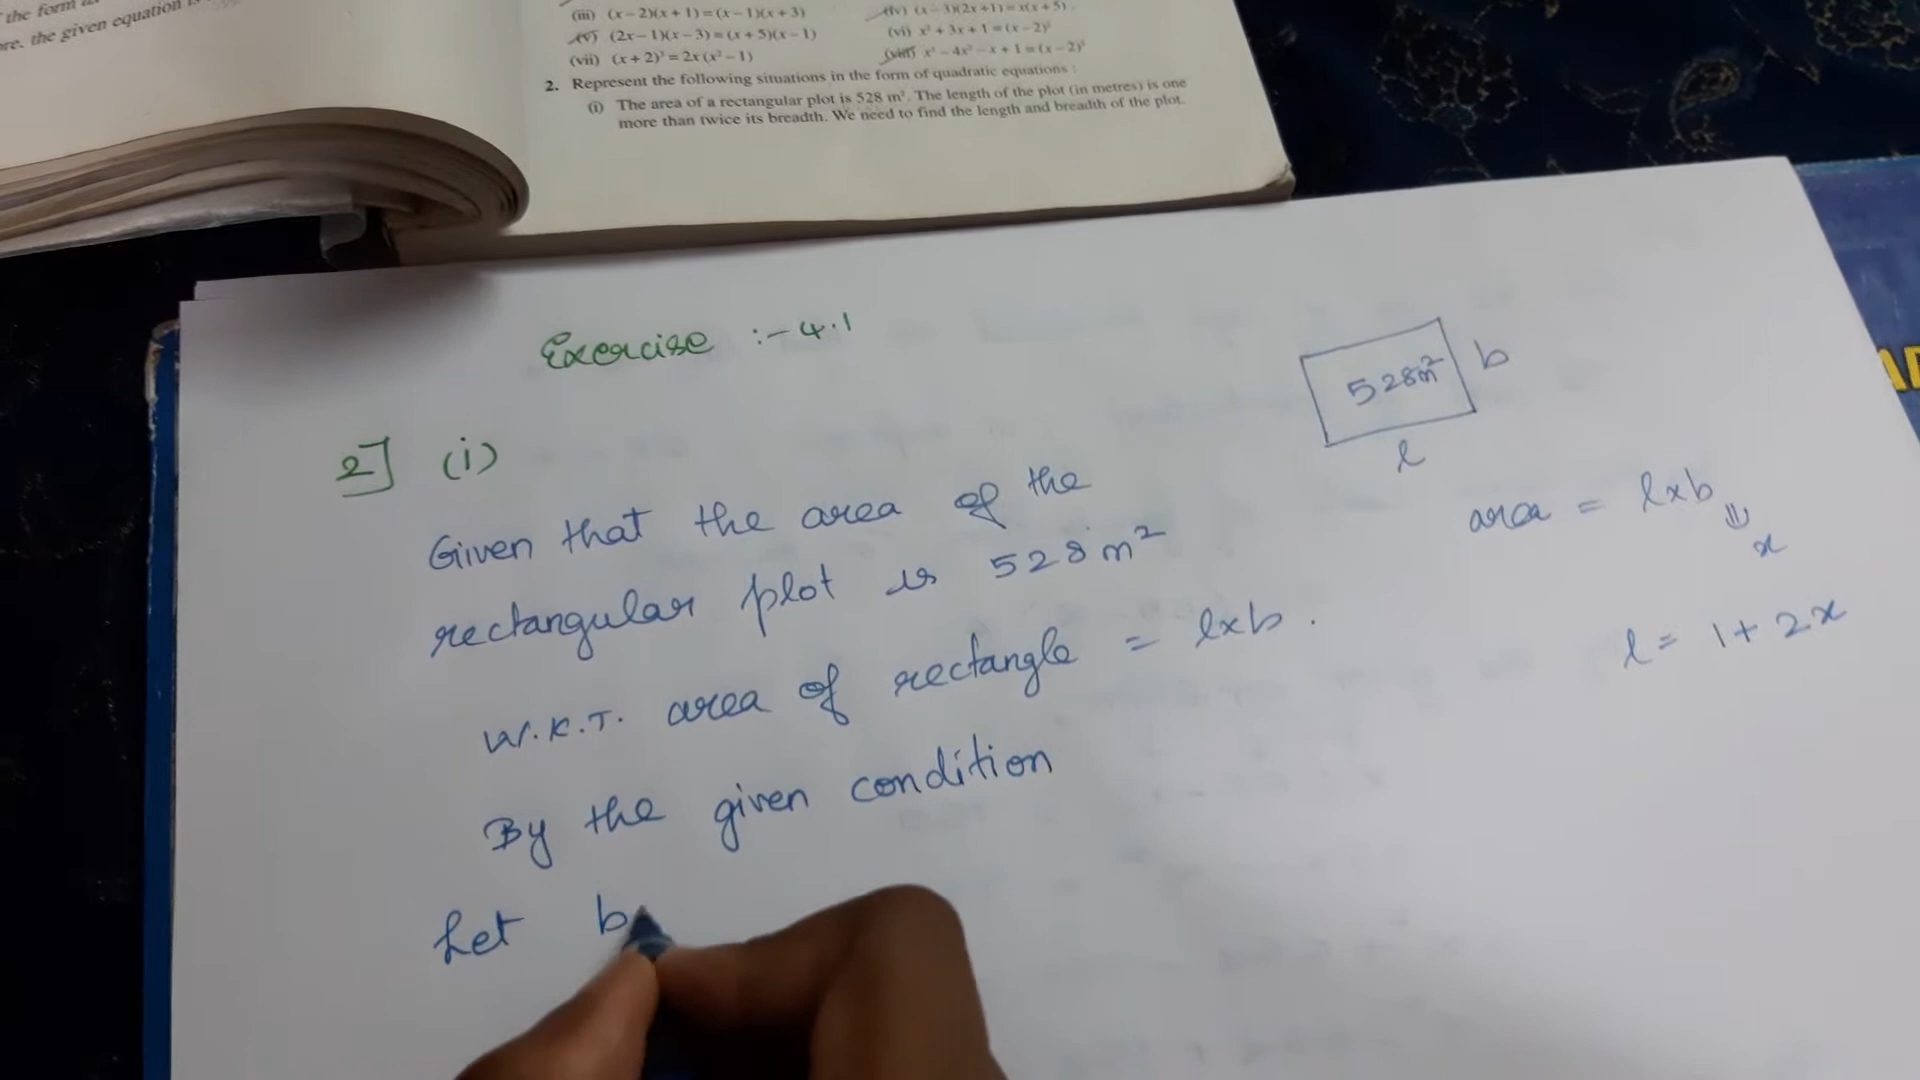 the form
re. the given equation
(iii) (x – 2)(x + 1) = (x – 1)(x + 3)
(iv) (x – 3)(2x + 1) = x(x + 5)
(v) (2x – 1)(x – 3) = (x + 5)(x – 1)
(vi) x² + 3x + 1 = (x – 2)²
(vii) (x + 2)³ = 2x (x² – 1)
(viii) x³ – 4x² – x + 1 = (x – 2)³
2. Represent the following situations in the form of quadratic equations :
(i) The area of a rectangular plot is 528 m². The length of the plot (in metres) is one
more than twice its breadth. We need to find the length and breadth of the plot.
Exercise :- 4.1
528m² b
l
2] (i)
Given that the area of the
rectangular plot is 528 m²
area = l×b
⇓
x
W.K.T. area of rectangle = l×b.
l = 1 + 2x
By the given condition
Let b